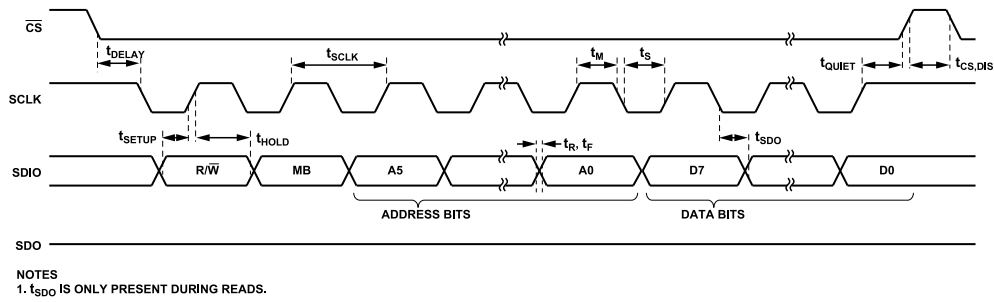 CS
tDELAY
tSCLK
tM
tS
tQUIET
tCS,DIS
SCLK
tSETUP
tHOLD
tR, tF
tSDO
SDIO
R/W
MB
A5
A0
D7
D0
ADDRESS BITS
DATA BITS
SDO
NOTES
1. tSDO IS ONLY PRESENT DURING READS.